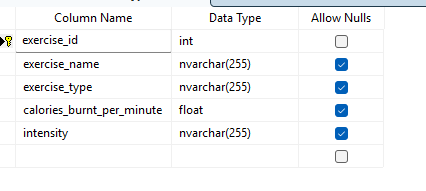 Column Name Data Type Allow Nulls
exercise_id int
exercise_name nvarchar(255)
exercise_type nvarchar(255)
calories_burnt_per_minute float
intensity nvarchar(255)